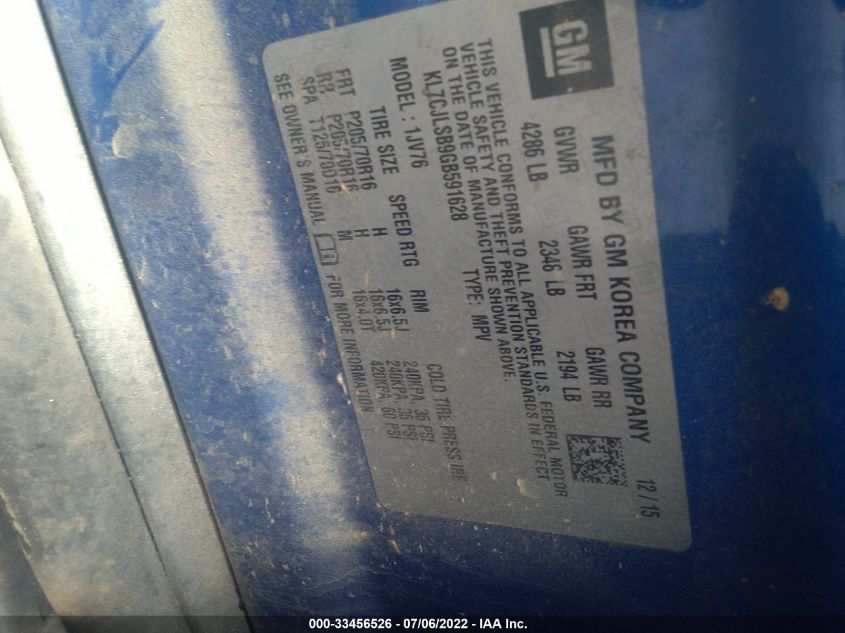 GM
MFD BY GM KOREA COMPANY 12/15
GVWR GAWR FRT GAWR RR
4286 LB 2346 LB 2194 LB
THIS VEHICLE CONFORMS TO ALL APPLICABLE U.S. FEDERAL MOTOR
VEHICLE SAFETY AND THEFT PREVENTION STANDARDS IN EFFECT
ON THE DATE OF MANUFACTURE SHOWN ABOVE.
KL7CJLSB9GB591628 TYPE: MPV
MODEL : 1JV76
TIRE SIZE SPEED RTG RIM COLD TIRE PRESSURE
FRT P205/70R16 H 16x6.5J 240KPA, 35 PSI
RR P205/70R16 H 16x6.5J 240KPA, 35 PSI
SPA T125/70D16 M 16x4.0T 420KPA, 60 PSI
SEE OWNER'S MANUAL FOR MORE INFORMATION
000-33456526 - 07/06/2022 - IAA Inc.